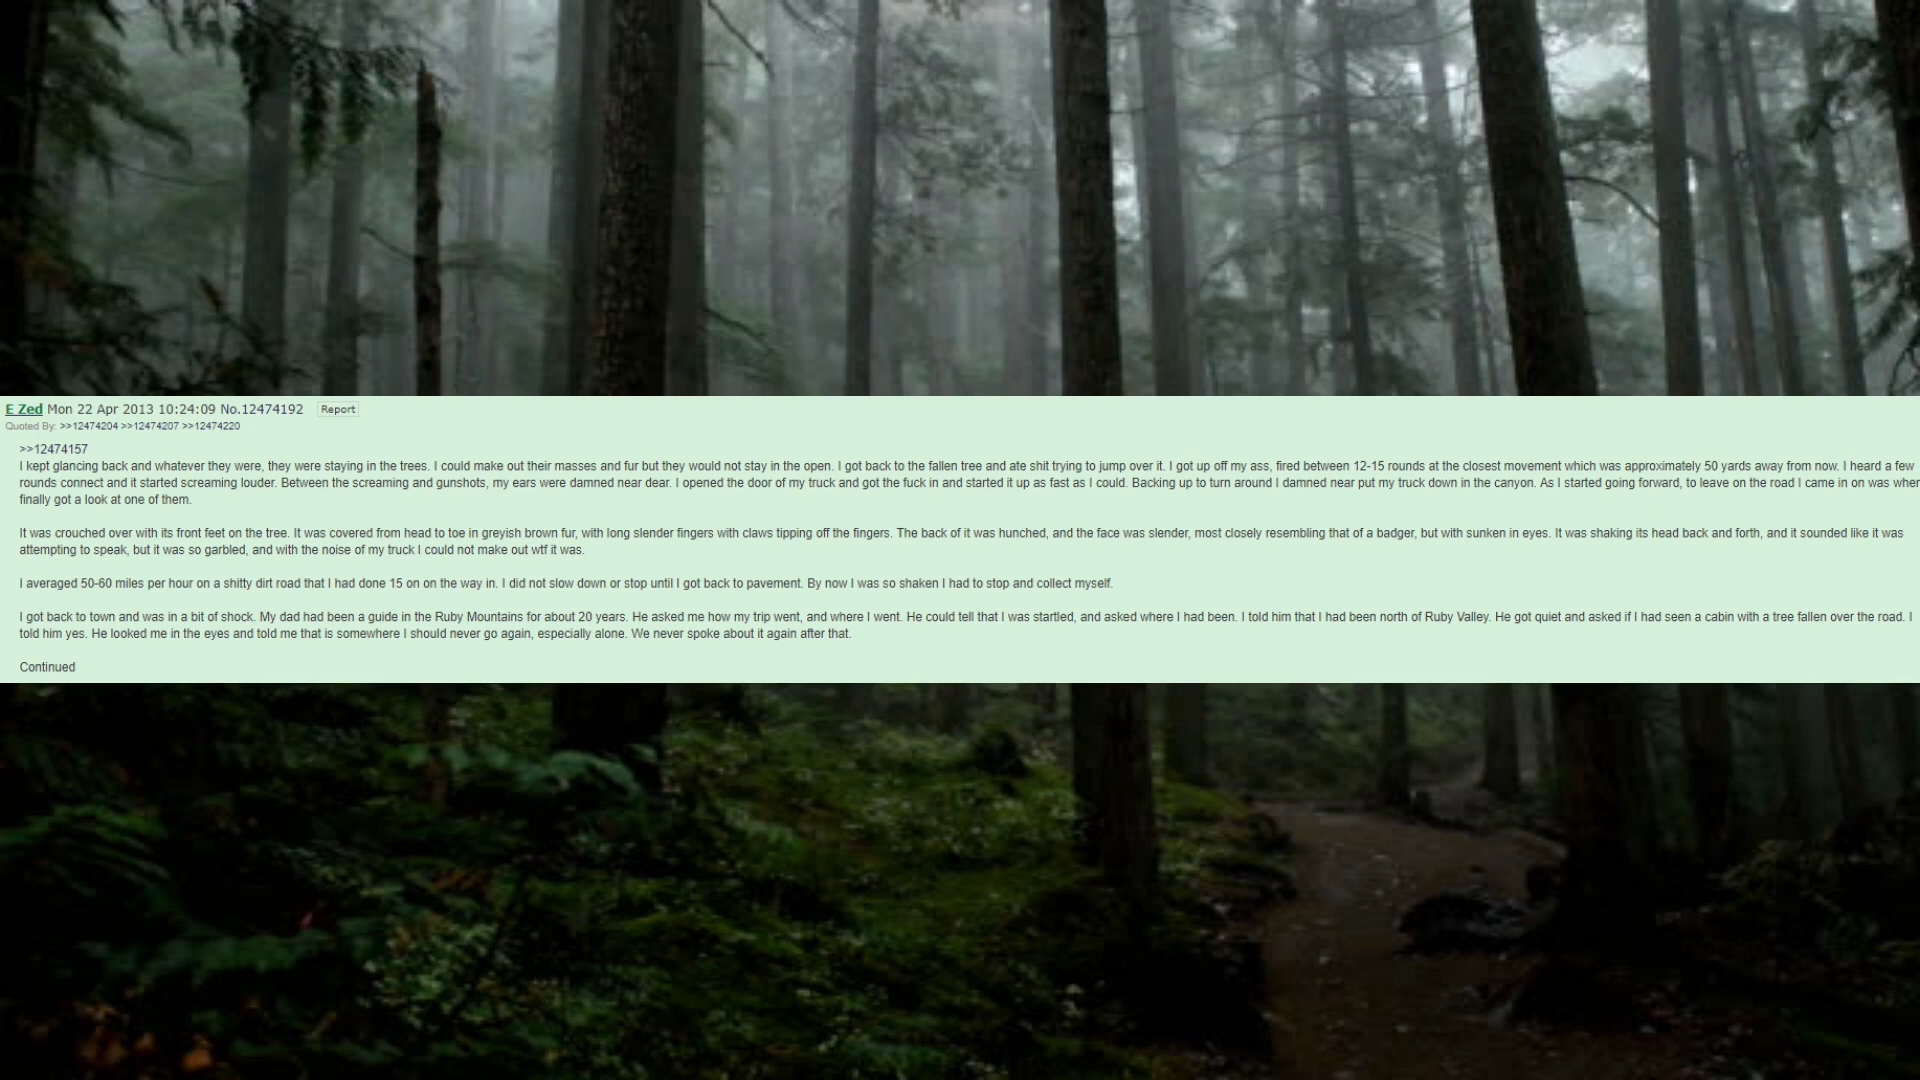 E Zed Mon 22 Apr 2013 10:24:09 No.12474192 Report
Quoted By: >>12474204 >>12474207 >>12474220
>>12474157
I kept glancing back and whatever they were, they were staying in the trees. I could make out their masses and fur but they would not stay in the open. I got back to the fallen tree and ate shit trying to jump over it. I got up off my ass, fired between 12-15 rounds at the closest movement which was approximately 50 yards away from now. I heard a few
rounds connect and it started screaming louder. Between the screaming and gunshots, my ears were damned near dear. I opened the door of my truck and got the fuck in and started it up as fast as I could. Backing up to turn around I damned near put my truck down in the canyon. As I started going forward, to leave on the road I came in on was when
finally got a look at one of them.
It was crouched over with its front feet on the tree. It was covered from head to toe in greyish brown fur, with long slender fingers with claws tipping off the fingers. The back of it was hunched, and the face was slender, most closely resembling that of a badger, but with sunken in eyes. It was shaking its head back and forth, and it sounded like it was
attempting to speak, but it was so garbled, and with the noise of my truck I could not make out wtf it was.
I averaged 50-60 miles per hour on a shitty dirt road that I had done 15 on on the way in. I did not slow down or stop until I got back to pavement. By now I was so shaken I had to stop and collect myself.
I got back to town and was in a bit of shock. My dad had been a guide in the Ruby Mountains for about 20 years. He asked me how my trip went, and where I went. He could tell that I was startled, and asked where I had been. I told him that I had been north of Ruby Valley. He got quiet and asked if I had seen a cabin with a tree fallen over the road. I
told him yes. He looked me in the eyes and told me that is somewhere I should never go again, especially alone. We never spoke about it again after that.
Continued